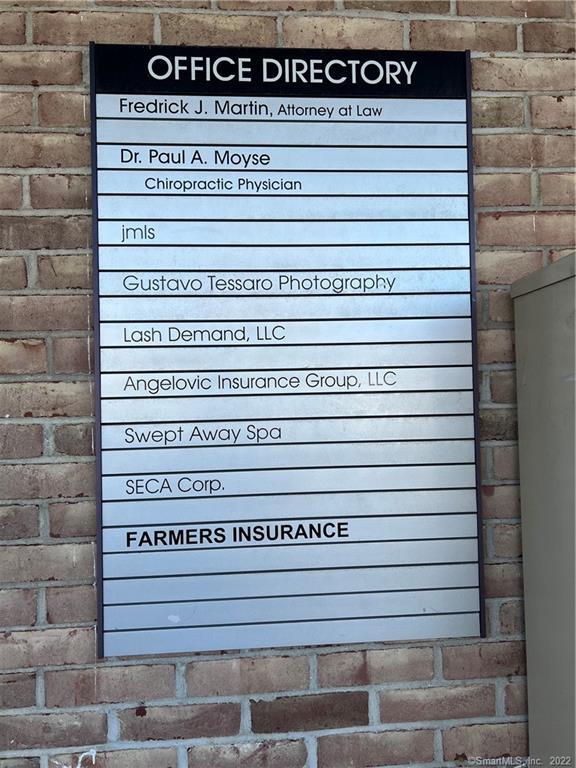 OFFICE DIRECTORY
Fredrick J. Martin, Attorney at Law
Dr. Paul A. Moyse
Chiropractic Physician
jmls
Gustavo Tessaro Photography
Lash Demand, LLC
Angelovic Insurance Group, LLC
Swept Away Spa
SECA Corp.
FARMERS INSURANCE
©SmartMLS, Inc. 2022